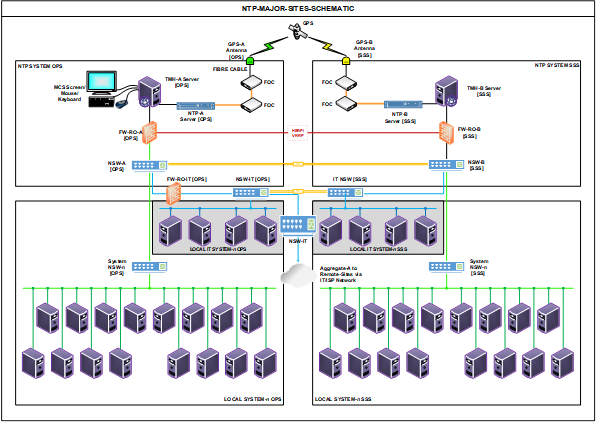 NTP-MAJOR-SITES-SCHEMATIC
GPS
GPS-A
Antenna
[OPS]
GPS-B
Antenna
[SSS]
NTP SYSTEM OPS
FIBRE CABLE
NTP SYSTEM SSS
MCS Screen/
Mouse/
Keyboard
TMH-A Server
[OPS]
FOC
FOC
TMH-B Server
[SSS]
FOC
FOC
NTP-A
Server [OPS]
NTP-B
Server [SSS]
FW-RO-A
[OPS]
HSRP/
VRRP
FW-RO-B
[SSS]
NSW-A
[OPS]
NSW-B
[SSS]
FW-RO-IT [OPS]
NSW-IT [OPS]
IT NSW [SSS]
NSW-IT
LOCAL IT SYSTEM-n OPS
LOCAL IT SYSTEM-n SSS
System
NSW-n
[OPS]
Aggregate-A to
Remote-Sites via
IT/ISP Network
System
NSW-n
[SSS]
LOCAL SYSTEM-n OPS
LOCAL SYSTEM-n SSS